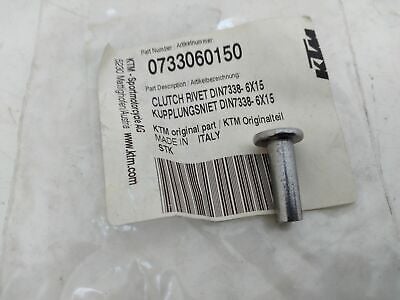 Part Number / Artikelnummer:
0733060150
Part Description / Artikelbezeichnung:
CLUTCH RIVET DIN7338- 6X15
KUPPLUNGSNIET DIN7338- 6X15
KTM original part / KTM Originalteil
MADE IN ITALY
STK
KTM - Sportmotorcycle AG
5230 Mattighofen/Austria
www.ktm.com
KTM